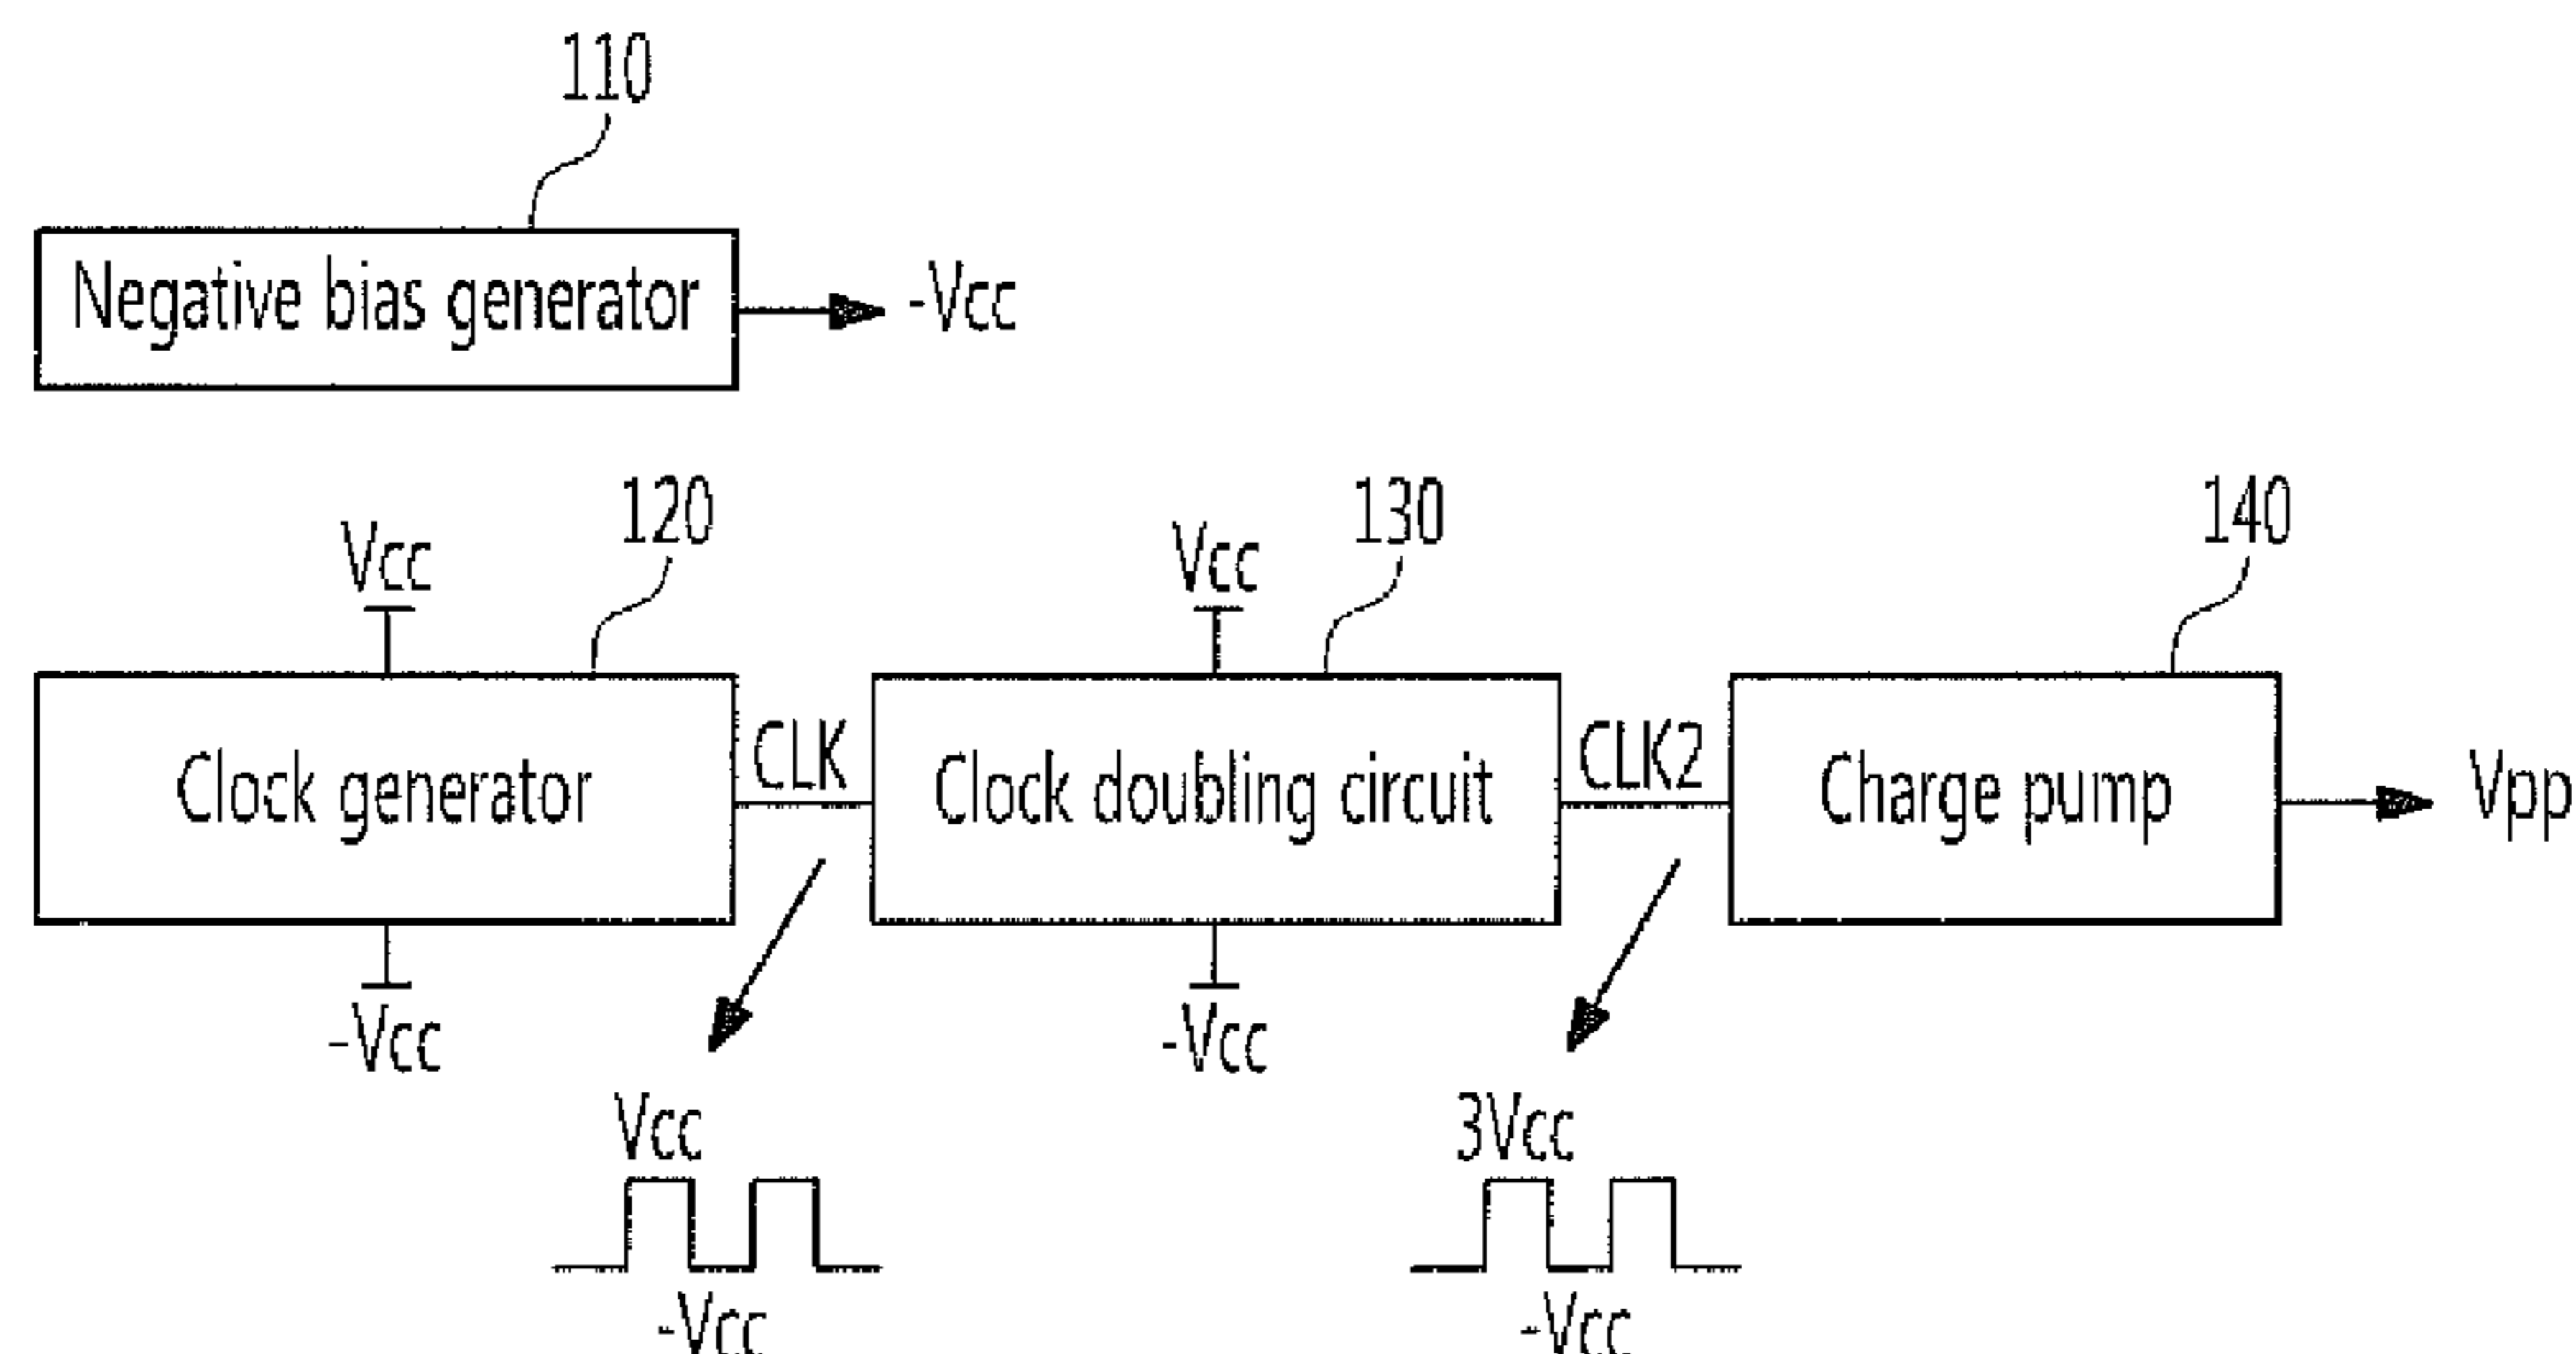 110
Negative bias generator
-Vcc
120
130
140
Vcc
Vcc
CLK
CLK2
Clock generator
Clock doubling circuit
Charge pump
Vpp
-Vcc
-Vcc
Vcc
3Vcc
-Vcc
-Vcc